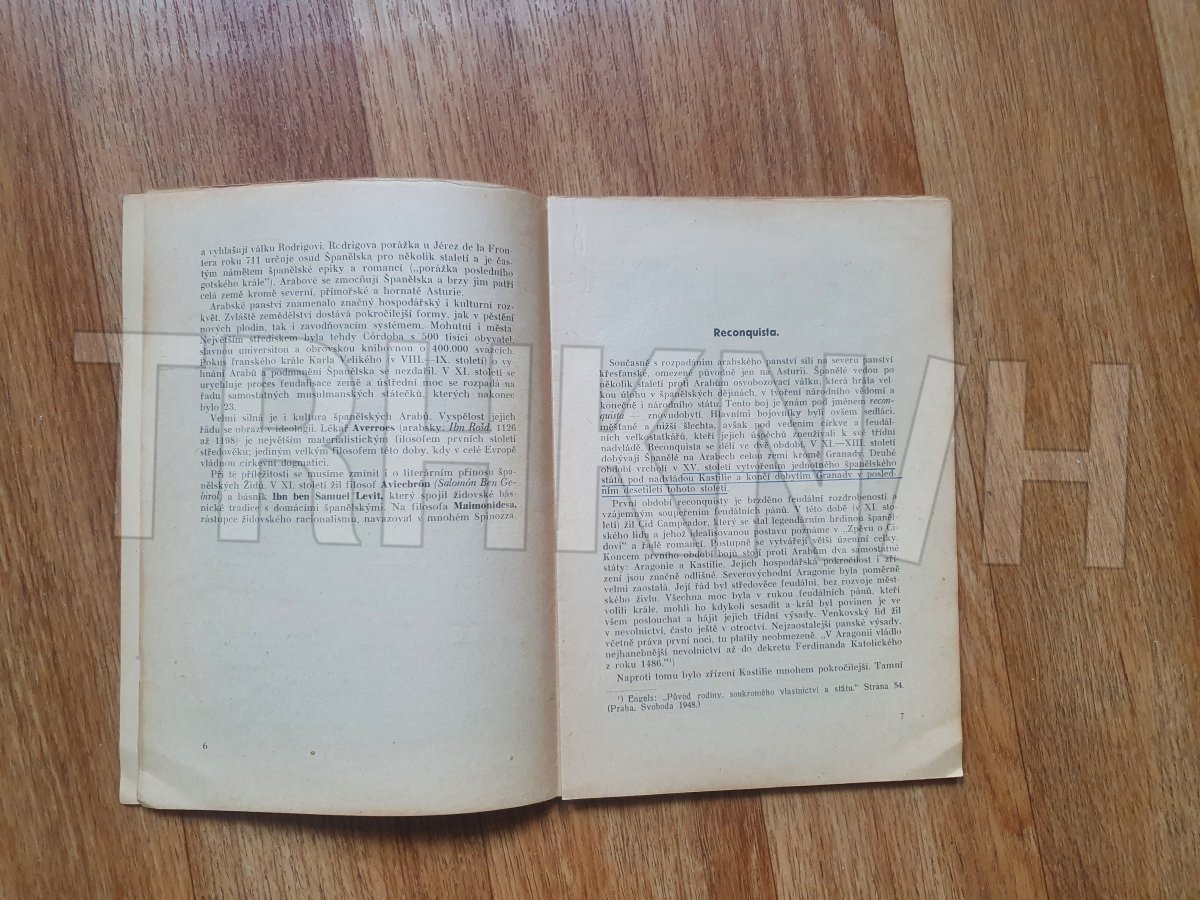 a vyhlašují válku Rodrigovi. Rodrigova porážka u Jérez de la Fron-
tera roku 711 určuje osud Španělska pro několik staletí a je čas-
tým námětem španělské epiky a romancí („porážka posledního
gotského krále"). Arabové se zmocňují Španělska a brzy jim patří
celá země kromě severní, přímořské a hornaté Asturie.
Arabské panství znamenalo značný hospodářský i kulturní roz-
květ. Zvláště zemědělství dostává pokročilejší formy, jak v pěstění
nových plodin, tak i zavodňovacím systémem. Mohutní i města.
Největším střediskem byla tehdy Córdoba s 500 tisíci obyvatel,
slavnou universitou a obrovskou knihovnou o 400.000 svazcích.
Pokus franského krále Karla Velikého (v VIII.—IX. století) o vy-
hnání Arabů a podmanění Španělska se nezdařil. V XI. století se
urychluje proces feudalisace země a ústřední moc se rozpadá na
řadu samostatných musulmanských státečků, kterých nakonec
bylo 23.
Velmi silná je i kultura španělských Arabů. Vyspělost jejich
řádu se obrazí v ideologii. Lékař Averroes (arabsky: Ibn Rošd, 1126
až 1198) je největším materialistickým filosofem prvních století
středověku; jediným velkým filosofem této doby, kdy v celé Evropě
vládnou církevní dogmatici.
Při té příležitosti se musíme zmínit i o literárním přínosu špa-
nělských Židů. V XI. století žil filosof Avicebrón (Salomón Ben Ge-
birol) a básník Ibn ben Samuel Levit, který spojil židovské bás-
nické tradice s domácími španělskými. Na filosofa Maimonidesa,
zástupce židovského racionalismu, navazoval v mnohém Spinozza.
6
Reconquista.
Současně s rozpadáním arabského panství sílí na severu panství
křesťanské, omezené původně jen na Asturii. Španělé vedou po
několik staletí proti Arabům osvobozovací válku, která hrála vel-
kou úlohu v španělských dějinách, v tvoření národního vědomí a
konečně i národního státu. Tento boj je znám pod jménem recon-
quista — znovudobytí. Hlavními bojovníky byli ovšem sedláci,
měšťané a nižší šlechta, avšak pod vedením církve a feudál-
ních velkostatkářů, kteří jejich úspěchů zneužívali k své třídní
nadvládě. Reconquista se dělí ve dvě období. V XI.—XIII. století
dobývají Španělé na Arabech celou zemi kromě Granady. Druhé
období vrcholí v XV. století vytvořením jednotného španělského
státu pod nadvládou Kastilie a končí dobytím Granady v posled-
ním desetiletí tohoto století.
První období reconquisty je brzděno feudální rozdrobeností a
vzájemným soupeřením feudálních pánů. V této době (v XI. sto-
letí) žil Cid Campeador, který se stal legendárním hrdinou španěl-
ského lidu a jehož idealisovanou postavu poznáme v „Zpěvu o Ci-
dovi" a řadě romancí. Postupně se vytvářejí větší územní celky.
Koncem prvního období bojů stojí proti Arabům dva samostatné
státy: Aragonie a Kastilie. Jejich hospodářská pokročilost i zří-
zení jsou značně odlišné. Severovýchodní Aragonie byla poměrně
velmi zaostalá. Její řád byl středověce feudální, bez rozvoje měst-
ského živlu. Všechna moc byla v rukou feudálních pánů, kteří
volili krále, mohli ho kdykoli sesadit a král byl povinen je ve
všem poslouchat a hájit jejich třídní výsady. Venkovský lid žil
v nevolnictví, často ještě v otroctví. Nejzaostalejší panské výsady,
včetně práva první noci, tu platily neobmezeně. „V Aragonii vládlo
nejhanebnější nevolnictví až do dekretu Ferdinanda Katolického
z roku 1486."¹)
Naproti tomu bylo zřízení Kastilie mnohem pokročilejší. Tamní
¹) Engels: „Původ rodiny, soukromého vlastnictví a státu." Strana 54.
(Praha, Svoboda 1948.)
7